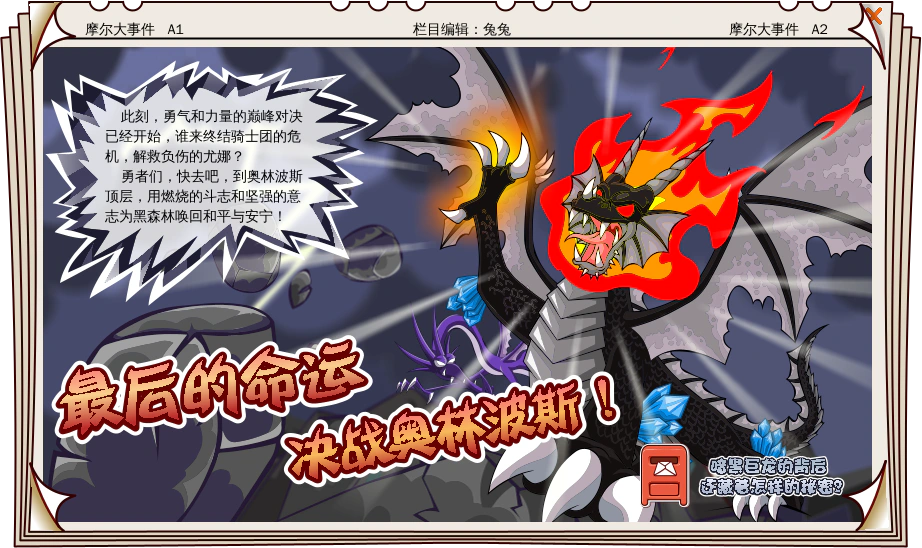 摩尔大事件 A1
栏目编辑：兔兔
摩尔大事件 A2
此刻，勇气和力量的巅峰对决
已经开始，谁来终结骑士团的危
机，解救负伤的尤娜？
勇者们，快去吧，到奥林波斯
顶层，用燃烧的斗志和坚强的意
志为黑森林唤回和平与安宁！
最后的命运
决战奥林波斯！
暗黑巨龙的背后
还藏着怎样的秘密？